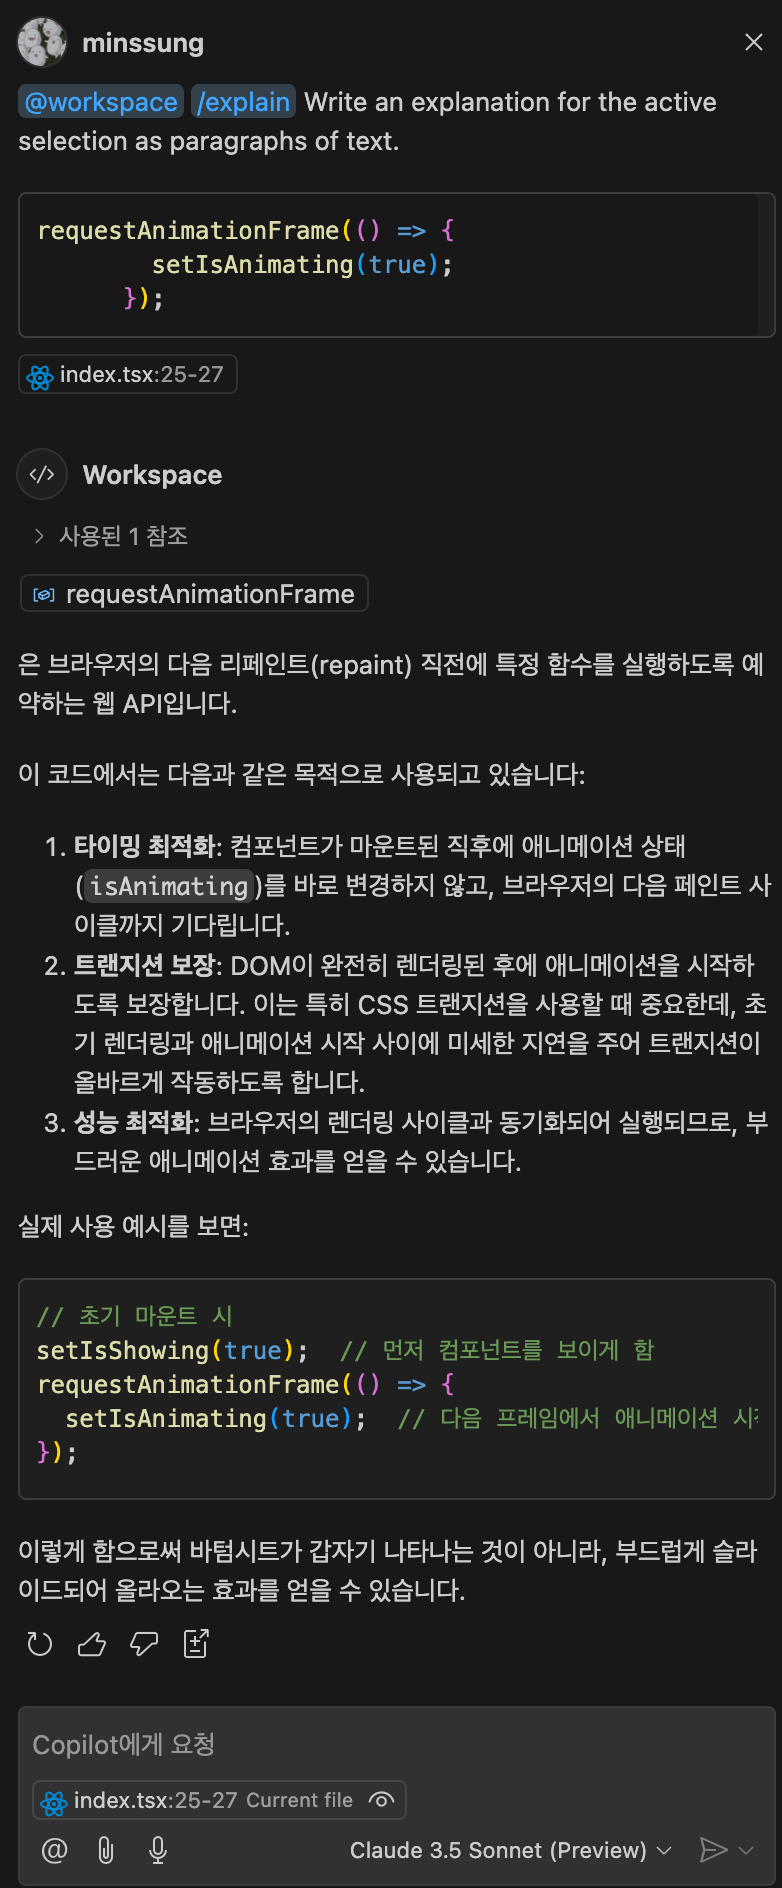 minssung
@workspace /explain Write an explanation for the active
selection as paragraphs of text.
requestAnimationFrame(() => {
        setIsAnimating(true);
      });
index.tsx:25-27
</> Workspace
사용된 1 참조
requestAnimationFrame
은 브라우저의 다음 리페인트(repaint) 직전에 특정 함수를 실행하도록 예
약하는 웹 API입니다.
이 코드에서는 다음과 같은 목적으로 사용되고 있습니다:
1. 타이밍 최적화: 컴포넌트가 마운트된 직후에 애니메이션 상태
(isAnimating)를 바로 변경하지 않고, 브라우저의 다음 페인트 사
이클까지 기다립니다.
2. 트랜지션 보장: DOM이 완전히 렌더링된 후에 애니메이션을 시작하
도록 보장합니다. 이는 특히 CSS 트랜지션을 사용할 때 중요한데, 초
기 렌더링과 애니메이션 시작 사이에 미세한 지연을 주어 트랜지션이
올바르게 작동하도록 합니다.
3. 성능 최적화: 브라우저의 렌더링 사이클과 동기화되어 실행되므로, 부
드러운 애니메이션 효과를 얻을 수 있습니다.
실제 사용 예시를 보면:
// 초기 마운트 시
setIsShowing(true);  // 먼저 컴포넌트를 보이게 함
requestAnimationFrame(() => {
  setIsAnimating(true);  // 다음 프레임에서 애니메이션 시
});
이렇게 함으로써 바텀시트가 갑자기 나타나는 것이 아니라, 부드럽게 슬라
이드되어 올라오는 효과를 얻을 수 있습니다.
Copilot에게 요청
index.tsx:25-27 Current file
@ Claude 3.5 Sonnet (Preview)